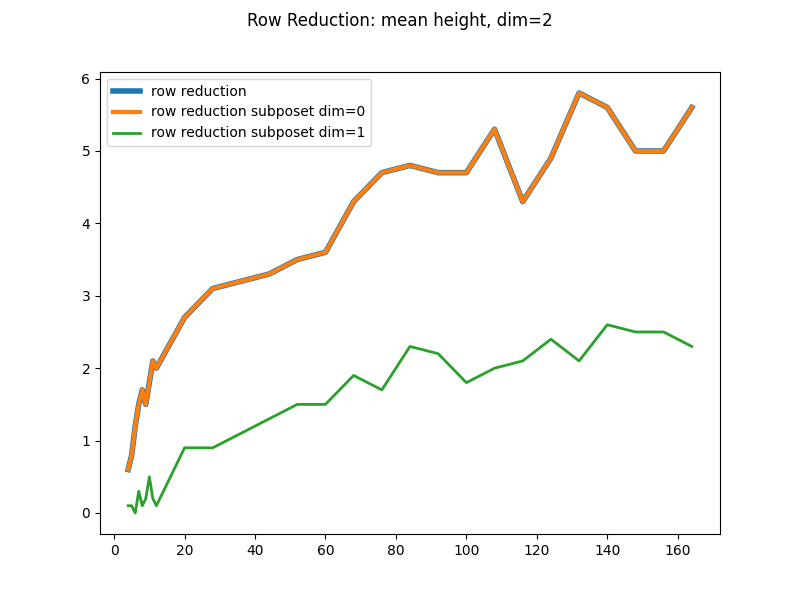 Row Reduction: mean height, dim=2
row reduction
row reduction subposet dim=0
row reduction subposet dim=1
6
5
4
3
2
1
0
0 20 40 60 80 100 120 140 160